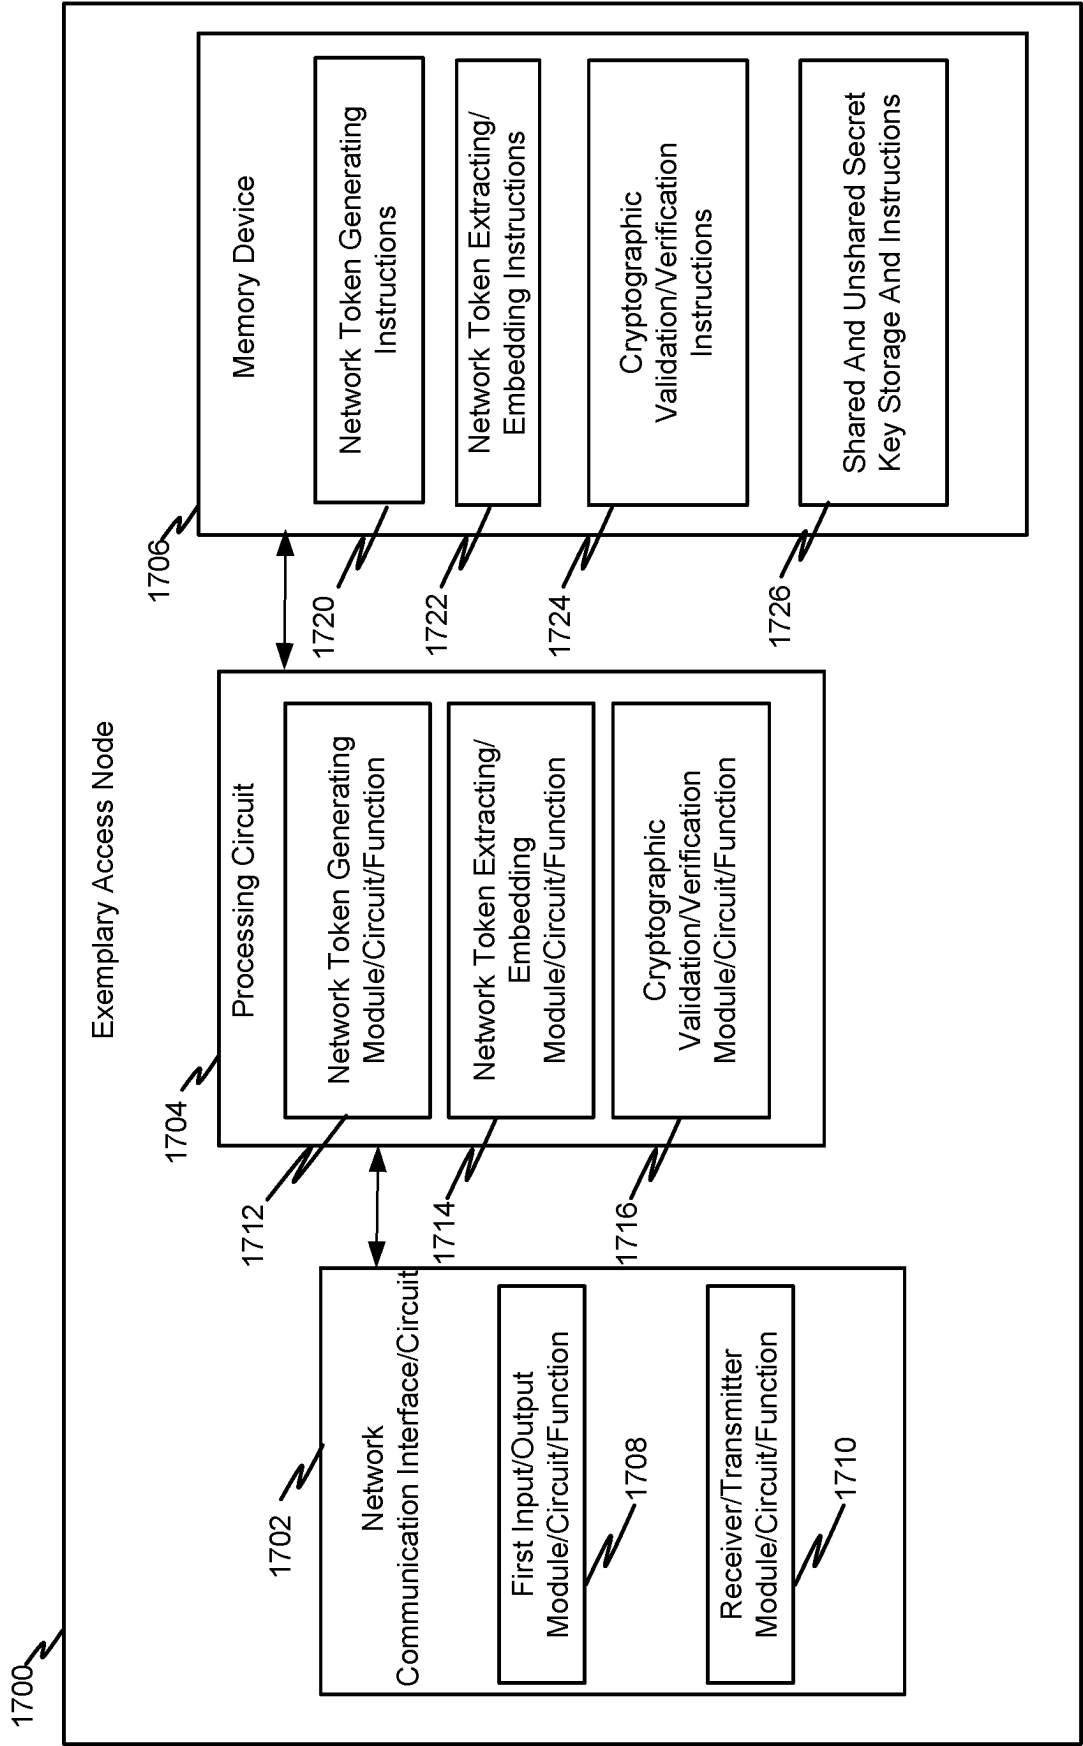 1700
Exemplary Access Node
1702
Network
Communication Interface/Circuit
First Input/Output
Module/Circuit/Function
1708
Receiver/Transmitter
Module/Circuit/Function
1710
1704
Processing Circuit
Network Token Generating
Module/Circuit/Function
1712
Network Token Extracting/
Embedding
Module/Circuit/Function
1714
Cryptographic
Validation/Verification
Module/Circuit/Function
1716
1706
Memory Device
Network Token Generating
Instructions
1720
Network Token Extracting/
Embedding Instructions
1722
Cryptographic
Validation/Verification
Instructions
1724
Shared And Unshared Secret
Key Storage And Instructions
1726